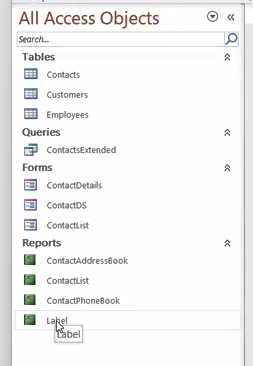 All Access Objects
Search...
Tables
Contacts
Customers
Employees
Queries
ContactsExtended
Forms
ContactDetails
ContactDS
ContactList
Reports
ContactAddressBook
ContactList
ContactPhoneBook
Label
Label